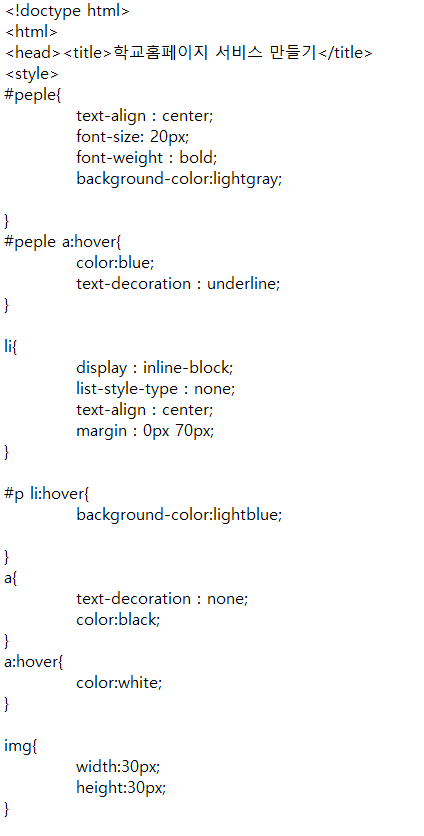 <!doctype html>
<html>
<head><title>학교홈페이지 서비스 만들기</title>
<style>
#peple{
text-align : center;
font-size: 20px;
font-weight : bold;
background-color:lightgray;
}
#peple a:hover{
color:blue;
text-decoration : underline;
}
li{
display : inline-block;
list-style-type : none;
text-align : center;
margin : 0px 70px;
}
#p li:hover{
background-color:lightblue;
}
a{
text-decoration : none;
color:black;
}
a:hover{
color:white;
}
img{
width:30px;
height:30px;
}